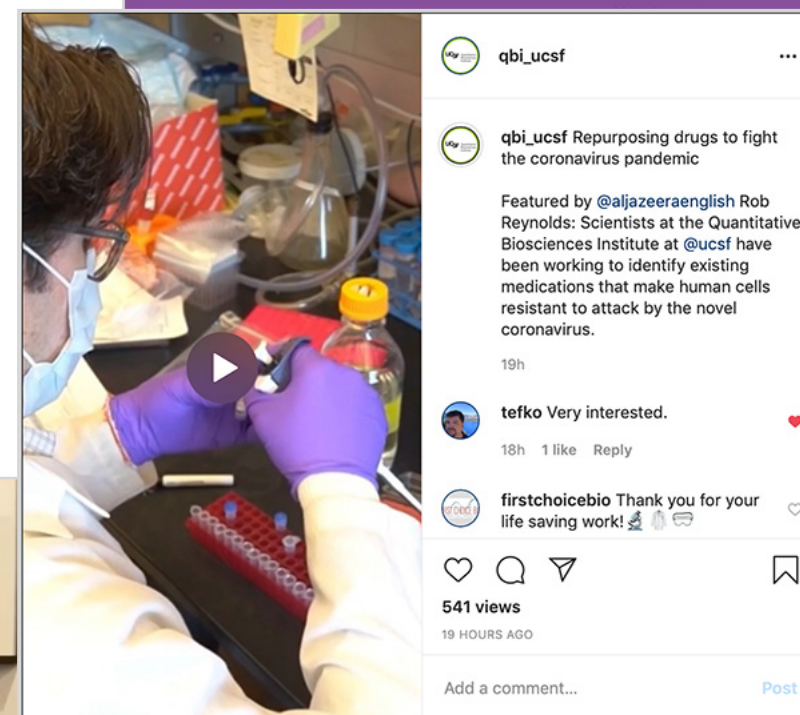 qbi_ucsf
qbi_ucsf Repurposing drugs to fight
the coronavirus pandemic
Featured by @aljazeeraenglish Rob
Reynolds: Scientists at the Quantitative
Biosciences Institute at @ucsf have
been working to identify existing
medications that make human cells
resistant to attack by the novel
coronavirus.
19h
tefko Very interested.
18h 1 like Reply
firstchoicebio Thank you for your
life saving work!🔬🥼🥽
541 views
19 HOURS AGO
Add a comment... Post